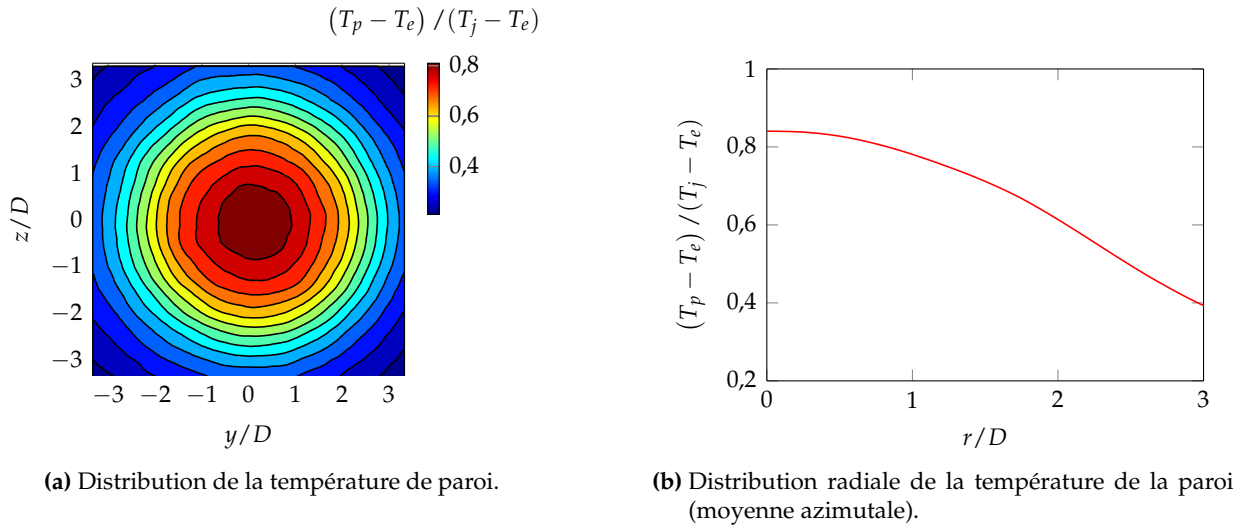 (T_p − T_e) / (T_j − T_e)
3
2
1
0
−1
−2
−3
z/D
−3 −2 −1 0 1 2 3
y/D
0,8
0,6
0,4
(a) Distribution de la température de paroi.
1
0,8
0,6
0,4
0,2
(T_p − T_e) / (T_j − T_e)
0 1 2 3
r/D
(b) Distribution radiale de la température de la paroi
(moyenne azimutale).